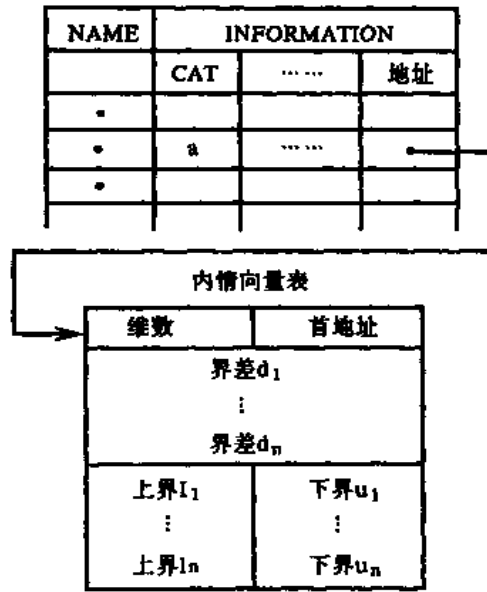 NAME INFORMATION
CAT …… 地址
a ……
内情向量表
维数 首地址
界差d₁
⋮
界差dₙ
上界I₁ 下界u₁
⋮ ⋮
上界ln 下界uₙ